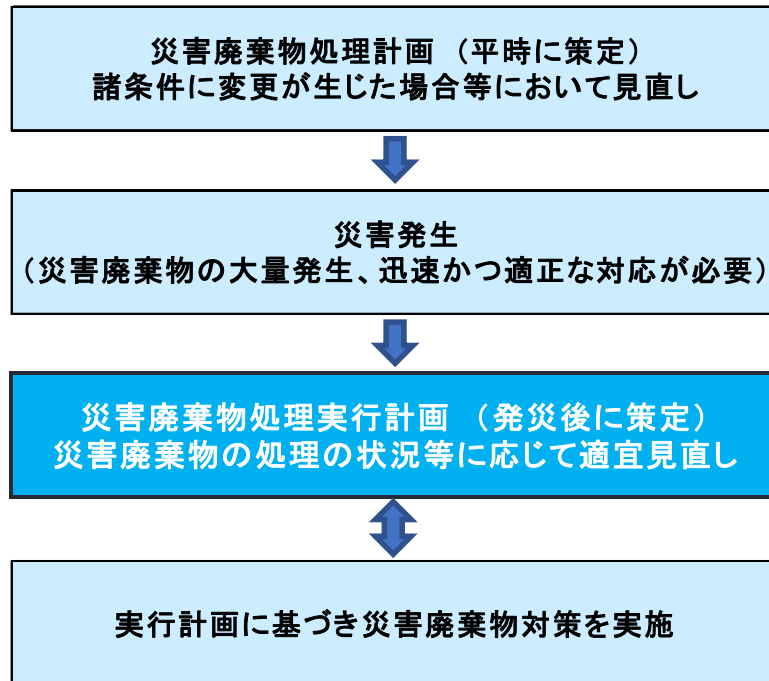 災害廃棄物処理計画 （平時に策定）
諸条件に変更が生じた場合等において見直し
災害発生
（災害廃棄物の大量発生、迅速かつ適正な対応が必要）
災害廃棄物処理実行計画 （発災後に策定）
災害廃棄物の処理の状況等に応じて適宜見直し
実行計画に基づき災害廃棄物対策を実施